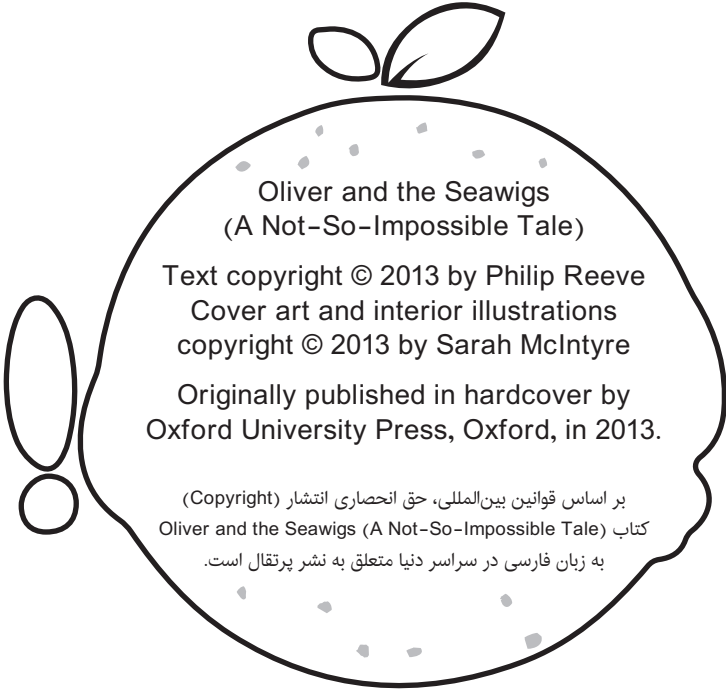 Oliver and the Seawigs
(A Not-So-Impossible Tale)
Text copyright © 2013 by Philip Reeve
Cover art and interior illustrations
copyright © 2013 by Sarah McIntyre
Originally published in hardcover by
Oxford University Press, Oxford, in 2013.
بر اساس قوانین بین‌المللی، حق انحصاری انتشار (Copyright)
کتاب Oliver and the Seawigs (A Not-So-Impossible Tale)
به زبان فارسی در سراسر دنیا متعلق به نشر پرتقال است.